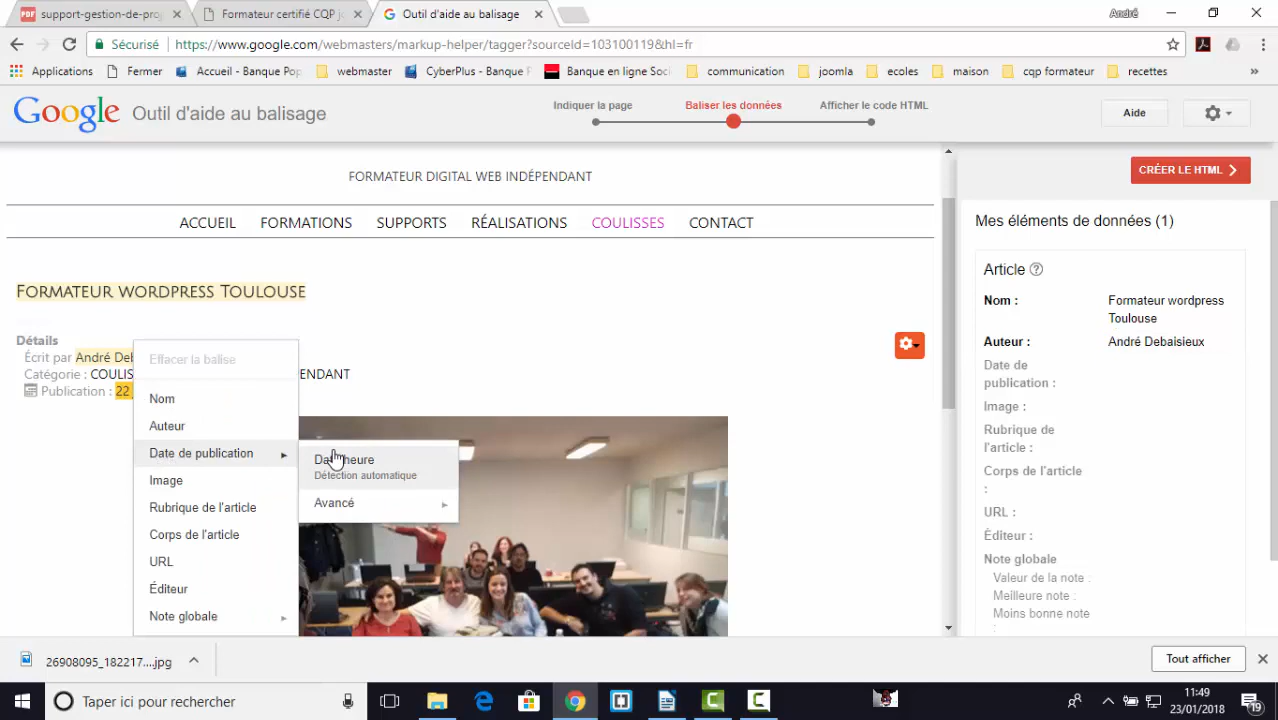 support-gestion-de-pro
Formateur certifié CQP jo
Outil d'aide au balisage
André
Sécurisé
https://www.google.com/webmasters/markup-helper/tagger?sourceId=103100119&hl=fr
Applications
Fermer
Accueil - Banque Pop
webmaster
CyberPlus - Banque P
Banque en ligne Soci
communication
joomla
ecoles
maison
cqp formateur
recettes
»
Google Outil d'aide au balisage
Indiquer la page
Baliser les données
Afficher le code HTML
Aide
FORMATEUR DIGITAL WEB INDÉPENDANT
ACCUEIL
FORMATIONS
SUPPORTS
RÉALISATIONS
COULISSES
CONTACT
Formateur wordpress Toulouse
Détails
Écrit par André Deb
Catégorie : COULIS
ENDANT
Publication : 22
Effacer la balise
Nom
Auteur
Date de publication
Image
Rubrique de l'article
Corps de l'article
URL
Éditeur
Note globale
Détection automatique
Avancé
CRÉER LE HTML
Mes éléments de données (1)
Article
Nom :
Formateur wordpress
Toulouse
Auteur :
André Debaisieux
Date de
publication :
Image :
Rubrique de
l'article :
Corps de l'article
:
URL :
Éditeur :
Note globale
Valeur de la note :
Meilleure note :
Moins bonne note
:
26908095_182217....jpg
Tout afficher
Taper ici pour rechercher
11:49
23/01/2018
19